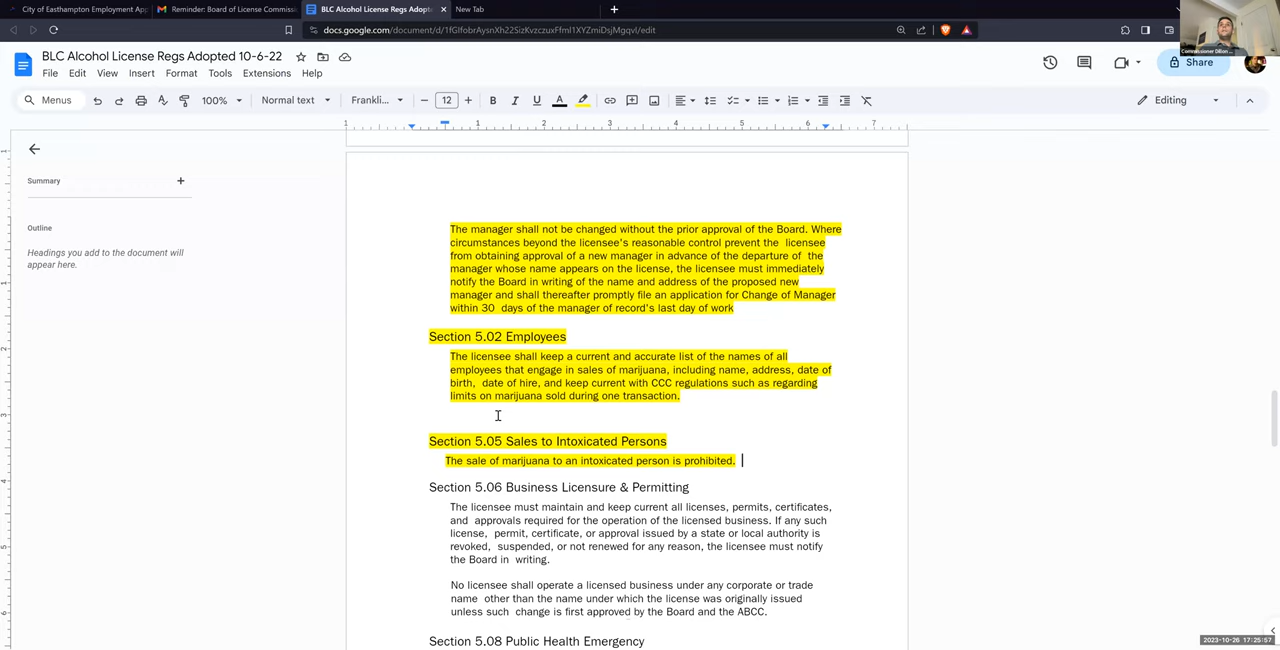 City of Easthampton Employment App
Reminder: Board of License Commiss
BLC Alcohol License Regs Adopted
New Tab
docs.google.com/document/d/1fGIfobrAysnXh22SizKvzczuxFfmI1XYZmiDsjMgqvI/edit
Commissioner Dillon
BLC Alcohol License Regs Adopted 10-6-22
File Edit View Insert Format Tools Extensions Help
Share
Menus
100%
Normal text
Frankli...
12
Editing
Summary
Outline
Headings you add to the document will
appear here.
The manager shall not be changed without the prior approval of the Board. Where
circumstances beyond the licensee's reasonable control prevent the licensee
from obtaining approval of a new manager in advance of the departure of the
manager whose name appears on the license, the licensee must immediately
notify the Board in writing of the name and address of the proposed new
manager and shall thereafter promptly file an application for Change of Manager
within 30 days of the manager of record's last day of work
Section 5.02 Employees
The licensee shall keep a current and accurate list of the names of all
employees that engage in sales of marijuana, including name, address, date of
birth, date of hire, and keep current with CCC regulations such as regarding
limits on marijuana sold during one transaction.
Section 5.05 Sales to Intoxicated Persons
The sale of marijuana to an intoxicated person is prohibited.
Section 5.06 Business Licensure & Permitting
The licensee must maintain and keep current all licenses, permits, certificates,
and approvals required for the operation of the licensed business. If any such
license, permit, certificate, or approval issued by a state or local authority is
revoked, suspended, or not renewed for any reason, the licensee must notify
the Board in writing.
No licensee shall operate a licensed business under any corporate or trade
name other than the name under which the license was originally issued
unless such change is first approved by the Board and the ABCC.
Section 5.08 Public Health Emergency
2023-10-26 17:25:57